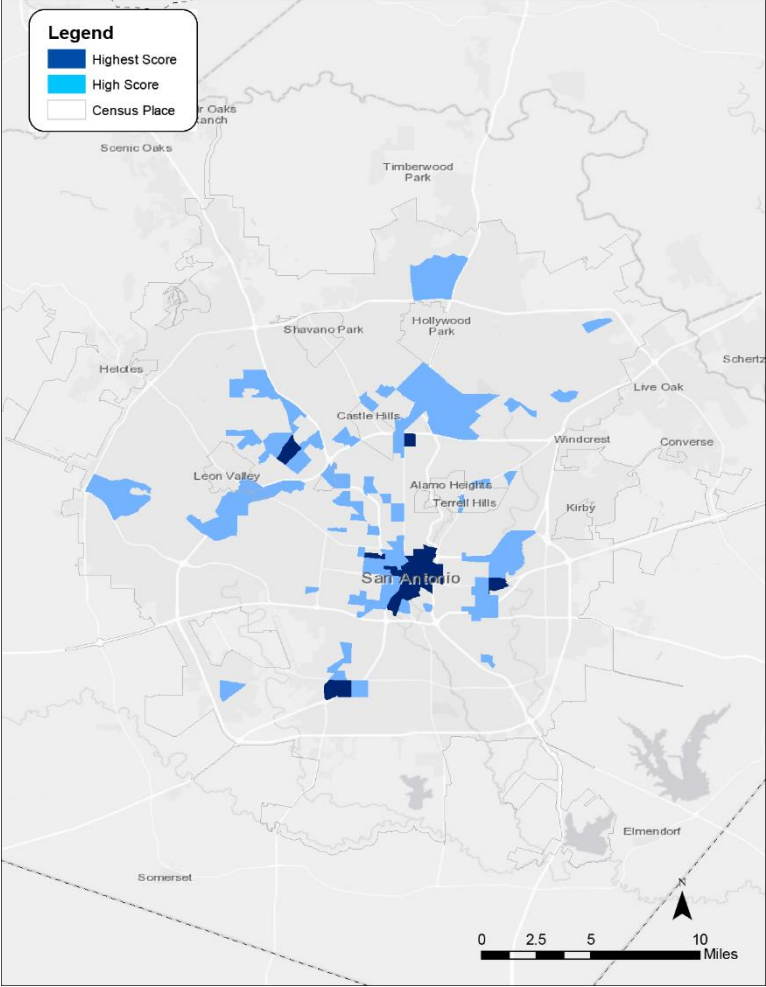 Legend
Highest Score
High Score
Census Place
ir Oaks
Ranch
Scenic Oaks
Timberwood
Park
Shavano Park
Hollywood
Park
Helotes
Schertz
Live Oak
Castle Hills
Windcrest
Converse
Leon Valley
Alamo Heights
Terrell Hills
Kirby
San Antonio
Elmendorf
Somerset
N
0 2.5 5 10
Miles